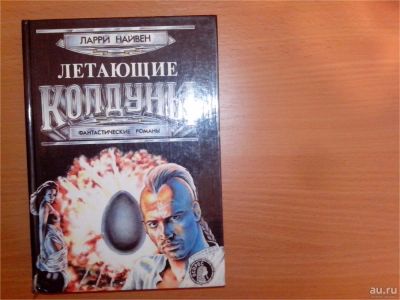 ЛАРРИ НАЙВЕН
ЛЕТАЮЩИЕ
КОЛДУНЫ
ФАНТАСТИЧЕСКИЕ РОМАНЫ
au.ru